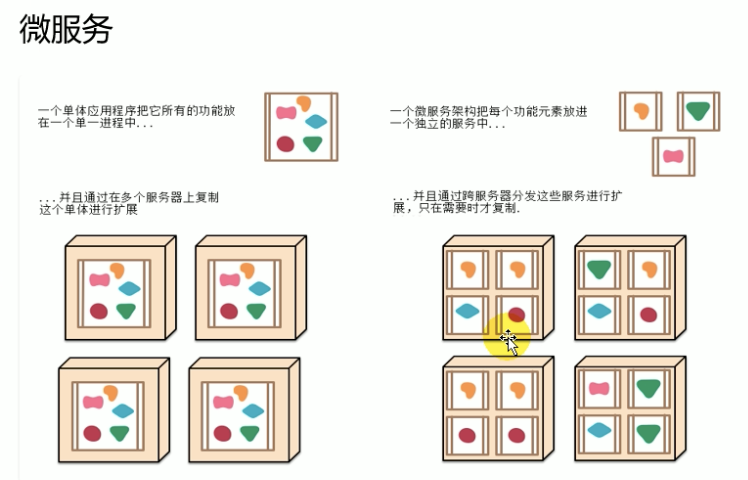 微服务
一个单体应用程序把它所有的功能放
在一个单一进程中...
一个微服务架构把每个功能元素放进
一个独立的服务中...
...并且通过在多个服务器上复制
这个单体进行扩展
...并且通过跨服务器分发这些服务进行扩
展，只在需要时才复制.